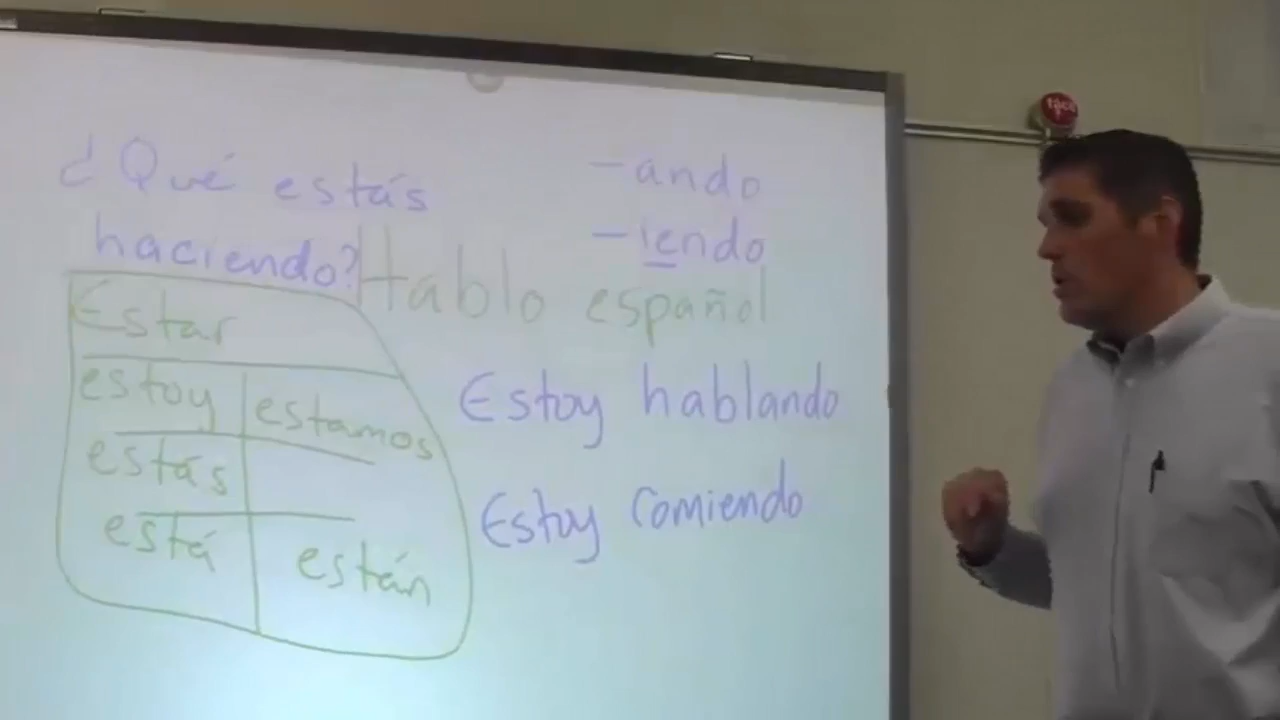 ¿Qué estás
haciendo?
-ando
-iendo
Hablo español
Estar
estoy estamos
estás
está están
Estoy hablando
Estoy comiendo